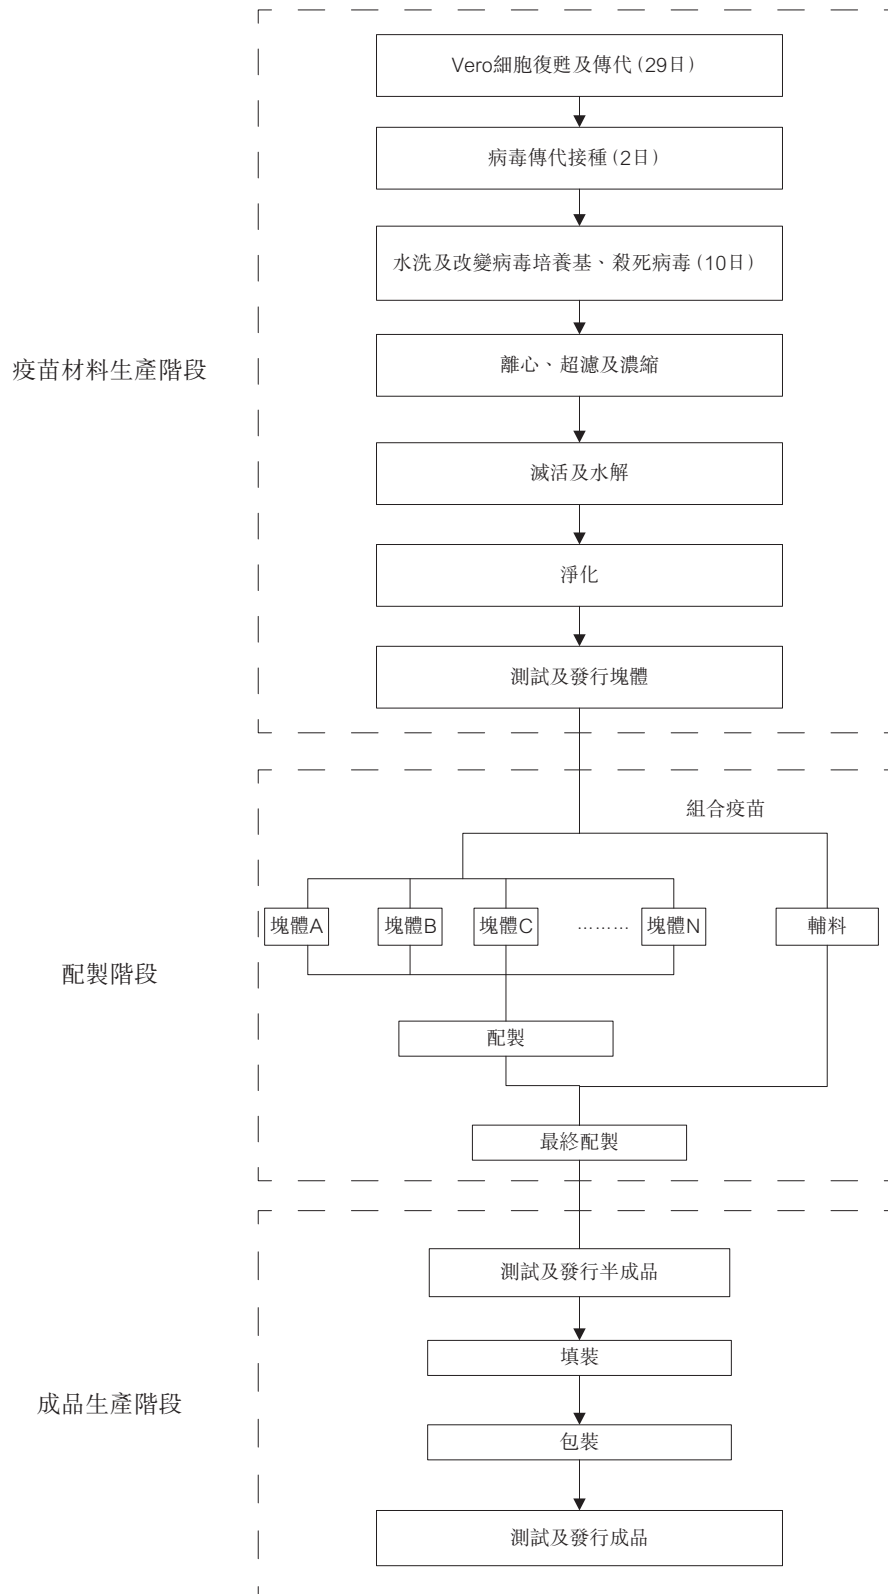 Vero細胞復甦及傳代(29日)
病毒傳代接種(2日)
水洗及改變病毒培養基、殺死病毒(10日)
疫苗材料生產階段
離心、超濾及濃縮
滅活及水解
淨化
測試及發行塊體
組合疫苗
塊體A 塊體B 塊體C ……… 塊體N 輔料
配製階段
配製
最終配製
測試及發行半成品
填裝
成品生產階段
包裝
測試及發行成品